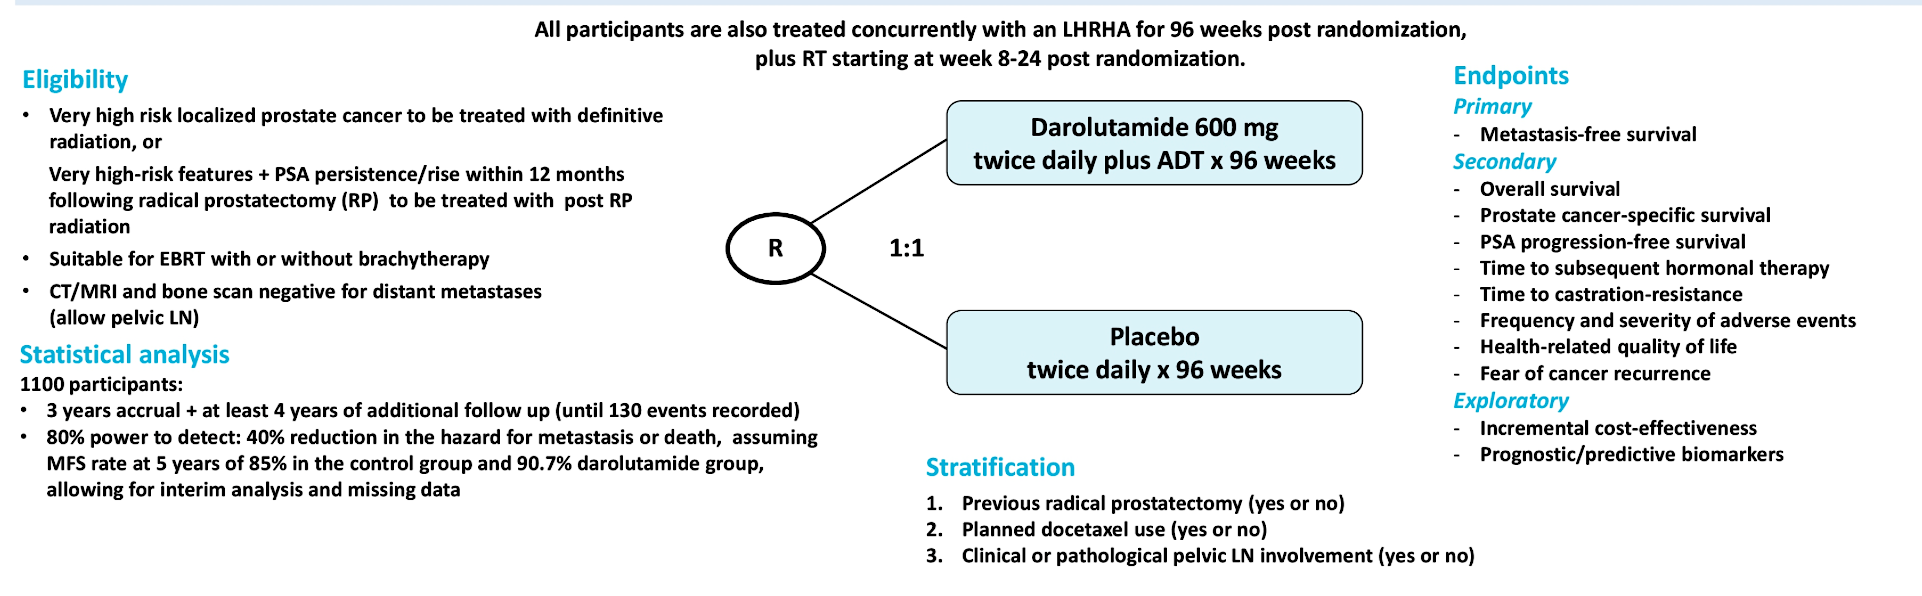 All participants are also treated concurrently with an LHRHA for 96 weeks post randomization,
plus RT starting at week 8-24 post randomization.
Eligibility
• Very high risk localized prostate cancer to be treated with definitive
radiation, or
Very high-risk features + PSA persistence/rise within 12 months
following radical prostatectomy (RP) to be treated with post RP
radiation
• Suitable for EBRT with or without brachytherapy
• CT/MRI and bone scan negative for distant metastases
(allow pelvic LN)
Statistical analysis
1100 participants:
• 3 years accrual + at least 4 years of additional follow up (until 130 events recorded)
• 80% power to detect: 40% reduction in the hazard for metastasis or death, assuming
MFS rate at 5 years of 85% in the control group and 90.7% darolutamide group,
allowing for interim analysis and missing data
R
1:1
Darolutamide 600 mg
twice daily plus ADT x 96 weeks
Placebo
twice daily x 96 weeks
Stratification
1. Previous radical prostatectomy (yes or no)
2. Planned docetaxel use (yes or no)
3. Clinical or pathological pelvic LN involvement (yes or no)
Endpoints
Primary
- Metastasis-free survival
Secondary
- Overall survival
- Prostate cancer-specific survival
- PSA progression-free survival
- Time to subsequent hormonal therapy
- Time to castration-resistance
- Frequency and severity of adverse events
- Health-related quality of life
- Fear of cancer recurrence
Exploratory
- Incremental cost-effectiveness
- Prognostic/predictive biomarkers